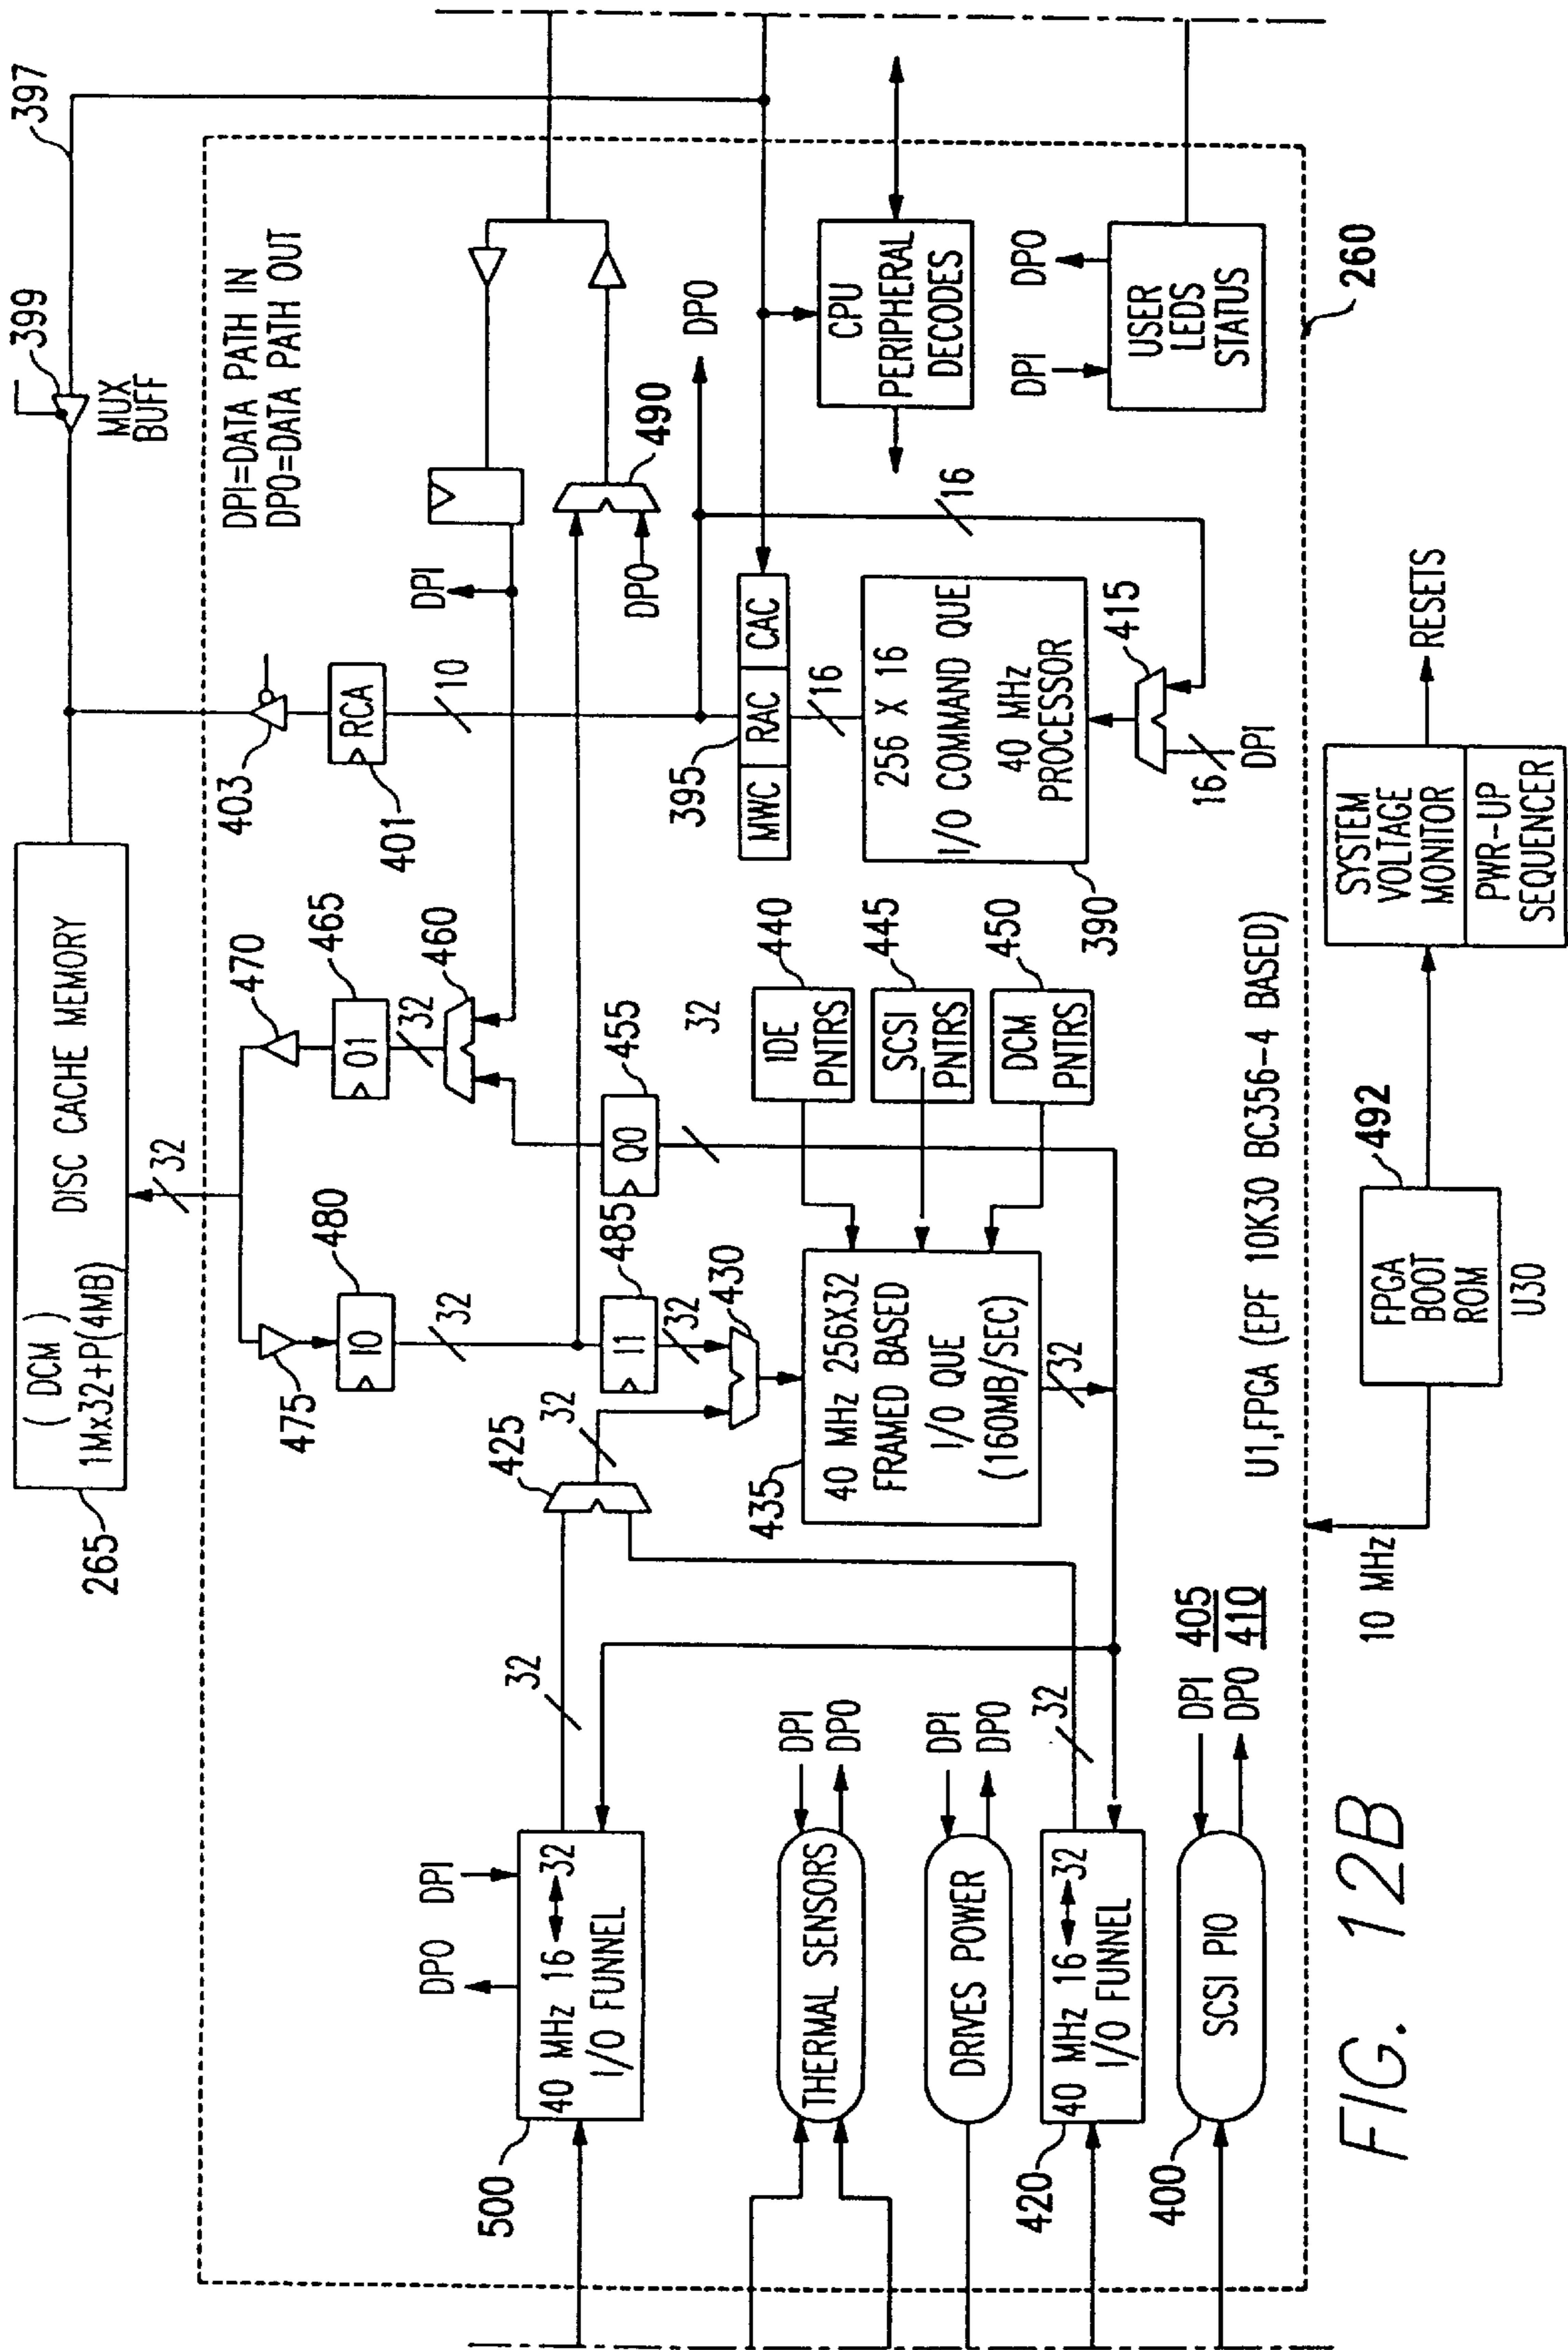 265
( DCM )
DISC CACHE MEMORY
1Mx32+P(4MB)
399
397
MUX
BUFF
32
DPI=DATA PATH IN
DPO=DATA PATH OUT
475
480
IO
32
470
465
O1
32
460
403
RCA
401
10
DPI
490
DPO
DPO DPI
500
40 MHz 16 32
I/O FUNNEL
32
425
32
485
I1
32
430
455
Q0
32
32
435
40 MHz 256X32
FRAMED BASED
I/O QUE
(160MB/SEC)
32
440
IDE
PNTRS
445
SCSI
PNTRS
450
DCM
PNTRS
395
MWC
RAC
CAC
16
256 X 16
I/O COMMAND QUE
40 MHz
PROCESSOR
390
415
16
DPI
16
DPO
CPU
PERIPHERAL
DECODES
DPI
DPO
USER
LEDS
STATUS
260
THERMAL SENSORS
DPI
DPO
DRIVES POWER
DPI
DPO
420
40 MHz 16 32
I/O FUNNEL
32
400
SCSI PIO
DPI 405
DPO 410
U1,FPGA (EPF 10K30 BC356-4 BASED)
10 MHz
492
FPGA
BOOT
ROM
U30
SYSTEM
VOLTAGE
MONITOR
PWR-UP
SEQUENCER
RESETS
FIG. 12B